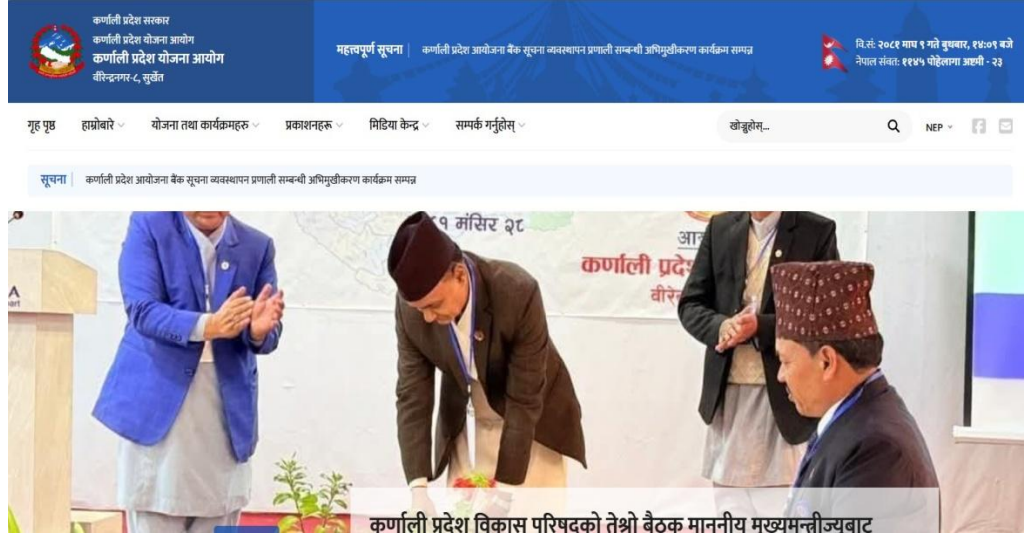 कर्णाली प्रदेश सरकार
कर्णाली प्रदेश योजना आयोग
कर्णाली प्रदेश योजना आयोग
वीरेन्द्रनगर-८, सुर्खेत
महत्त्वपूर्ण सूचना
कर्णाली प्रदेश आयोजना बैंक सूचना व्यवस्थापन प्रणाली सम्बन्धी अभिमुखीकरण कार्यक्रम सम्पन्न
वि.सं: २०८१ माघ ९ गते बुधबार, १४:०९ बजे
नेपाल संवत: ११४५ पोहेलागा अष्टमी - २३
गृह पृष्ठ हाम्रोबारे योजना तथा कार्यक्रमहरु प्रकाशनहरू मिडिया केन्द्र सम्पर्क गर्नुहोस् खोज्नुहोस्... NEP
सूचना कर्णाली प्रदेश आयोजना बैंक सूचना व्यवस्थापन प्रणाली सम्बन्धी अभिमुखीकरण कार्यक्रम सम्पन्न
मंसिर २८
कर्णाली
कर्णाली प्रदेश विकास परिषदको तेश्रो बैठक माननीय मुख्यमन्त्रीज्यूबाट